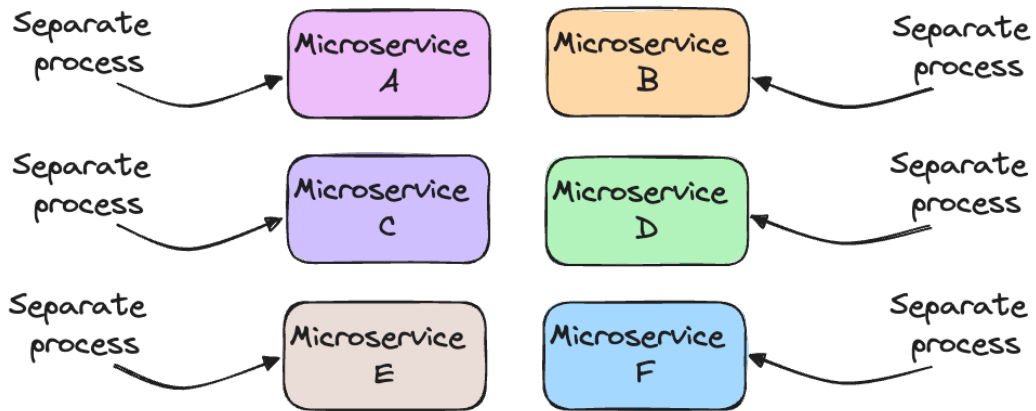 Separate
process
Microservice
A
Microservice
B
Separate
process
Separate
process
Microservice
C
Microservice
D
Separate
process
Separate
process
Microservice
E
Microservice
F
Separate
process